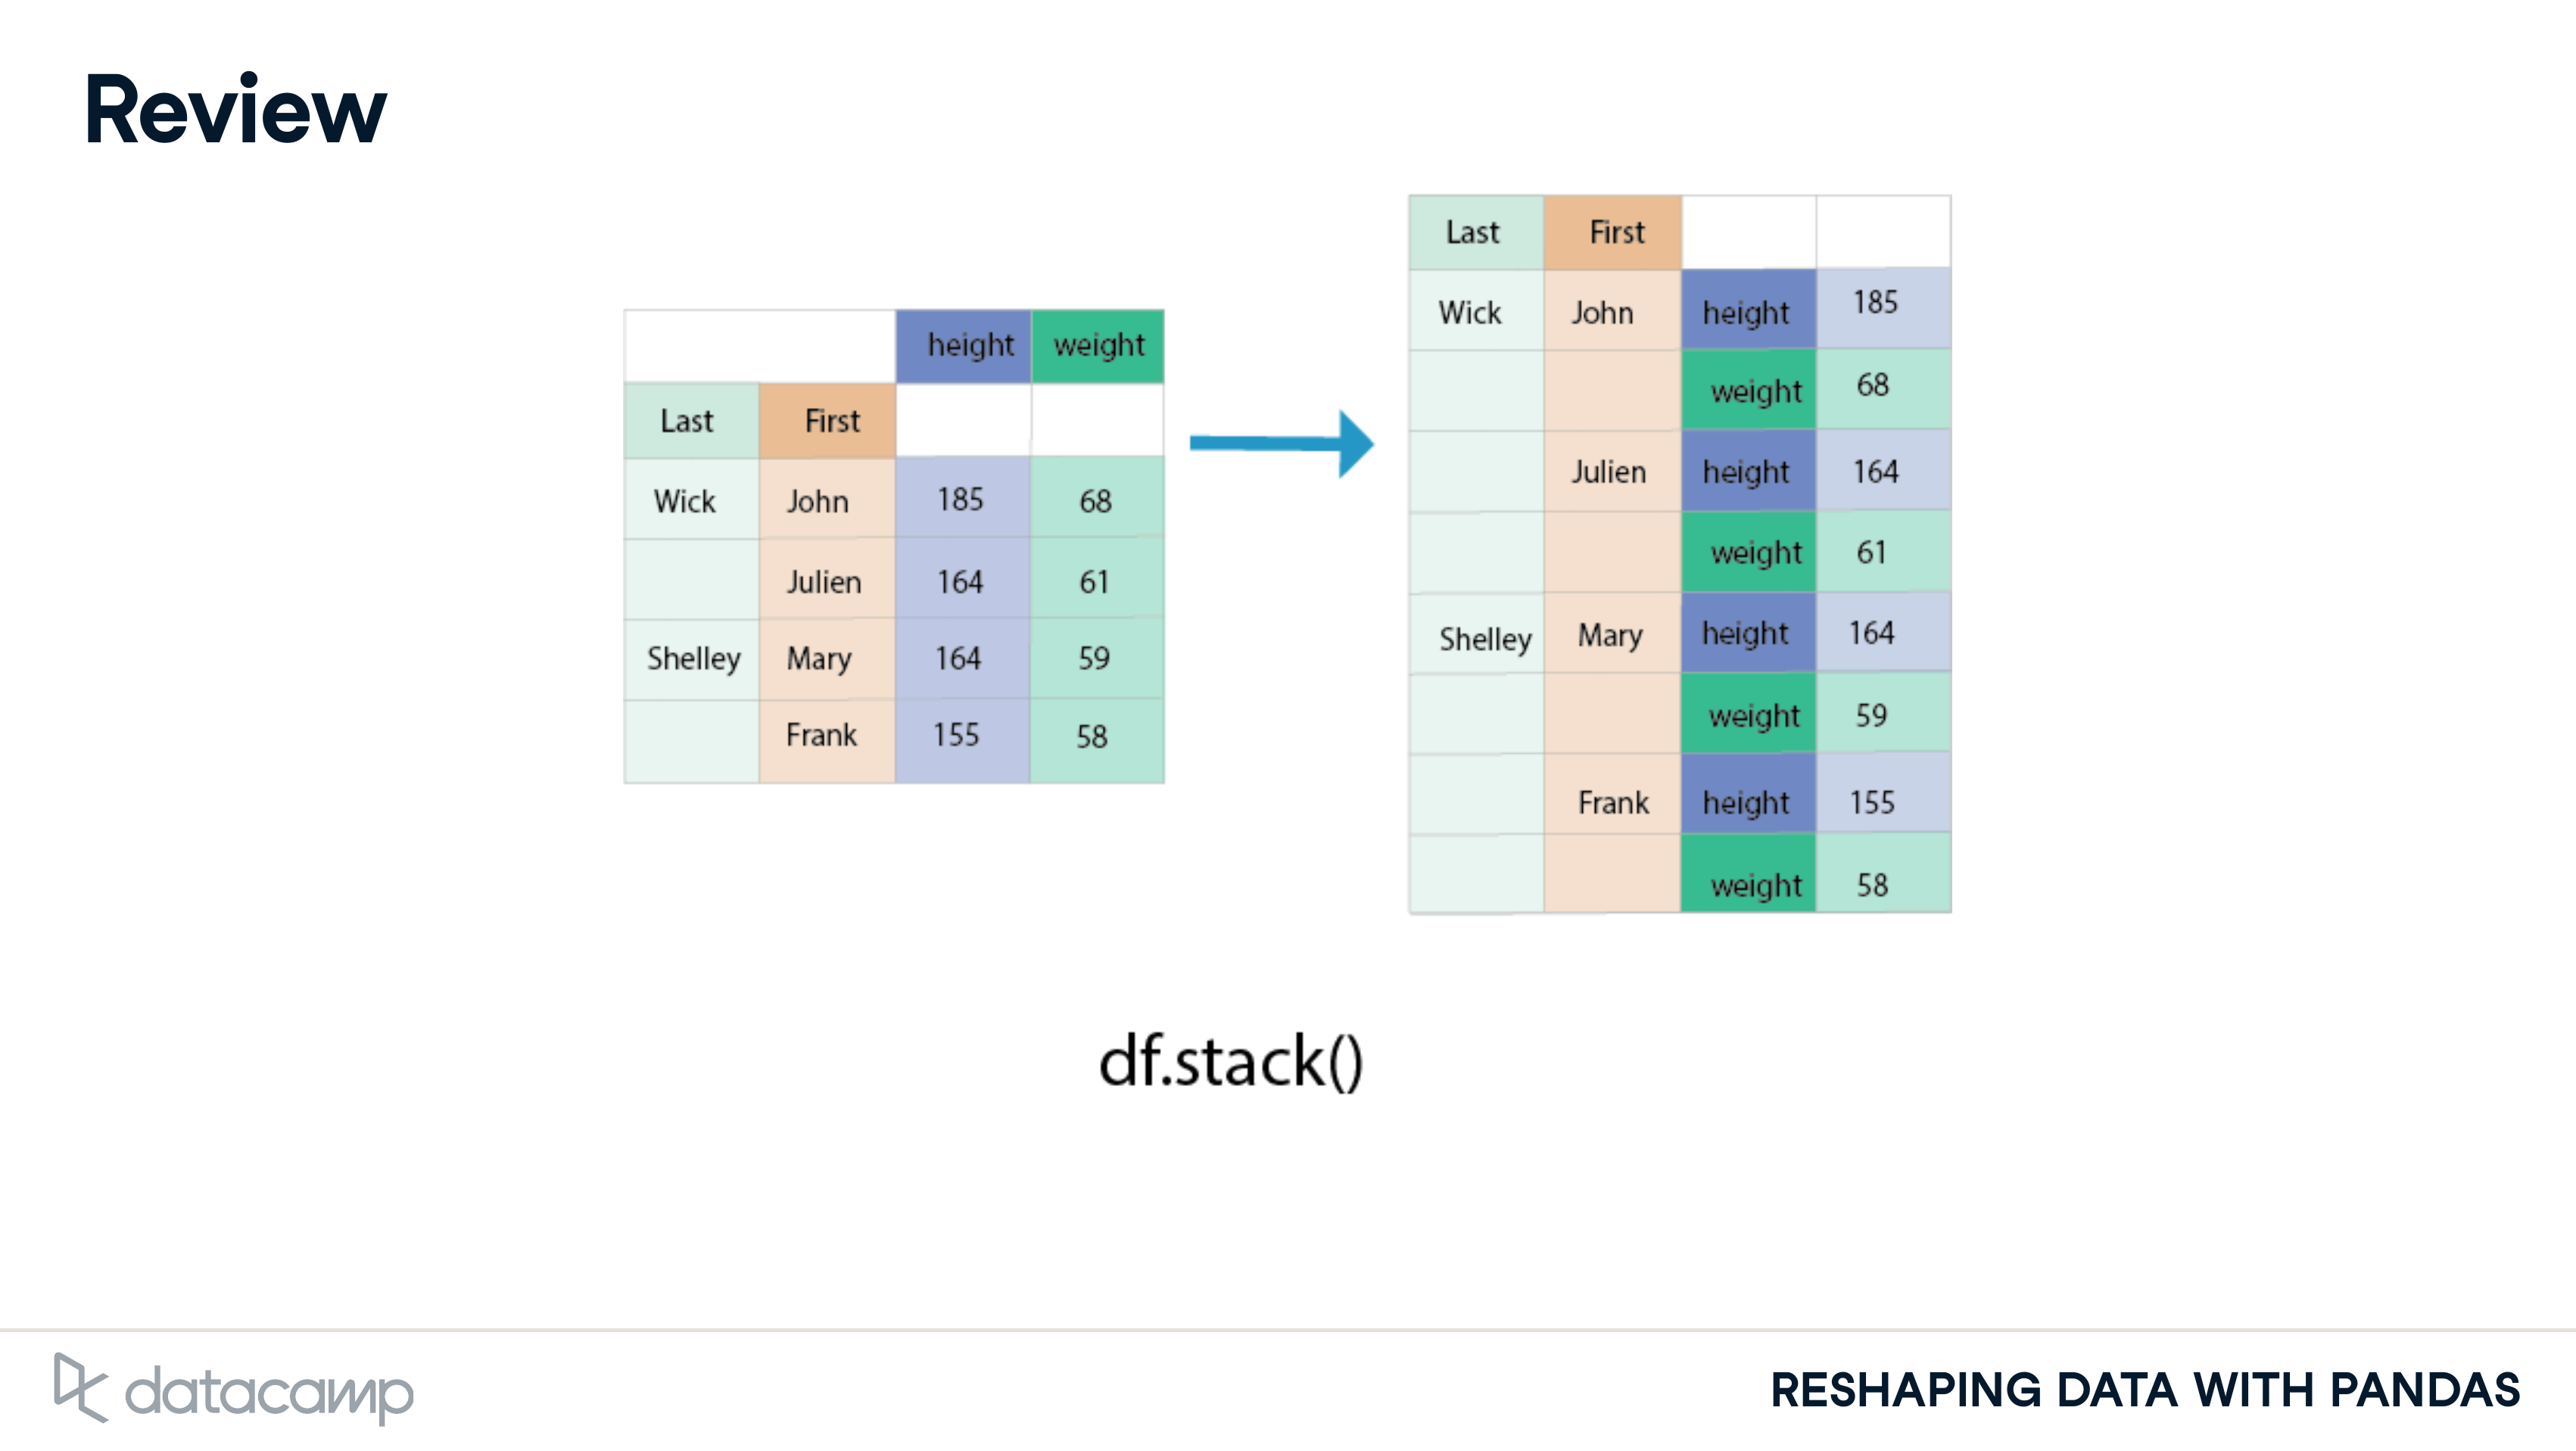 Review
height weight
Last First
Wick John 185 68
Julien 164 61
Shelley Mary 164 59
Frank 155 58
Last First
Wick John height 185
weight 68
Julien height 164
weight 61
Shelley Mary height 164
weight 59
Frank height 155
weight 58
df.stack()
datacamp
RESHAPING DATA WITH PANDAS